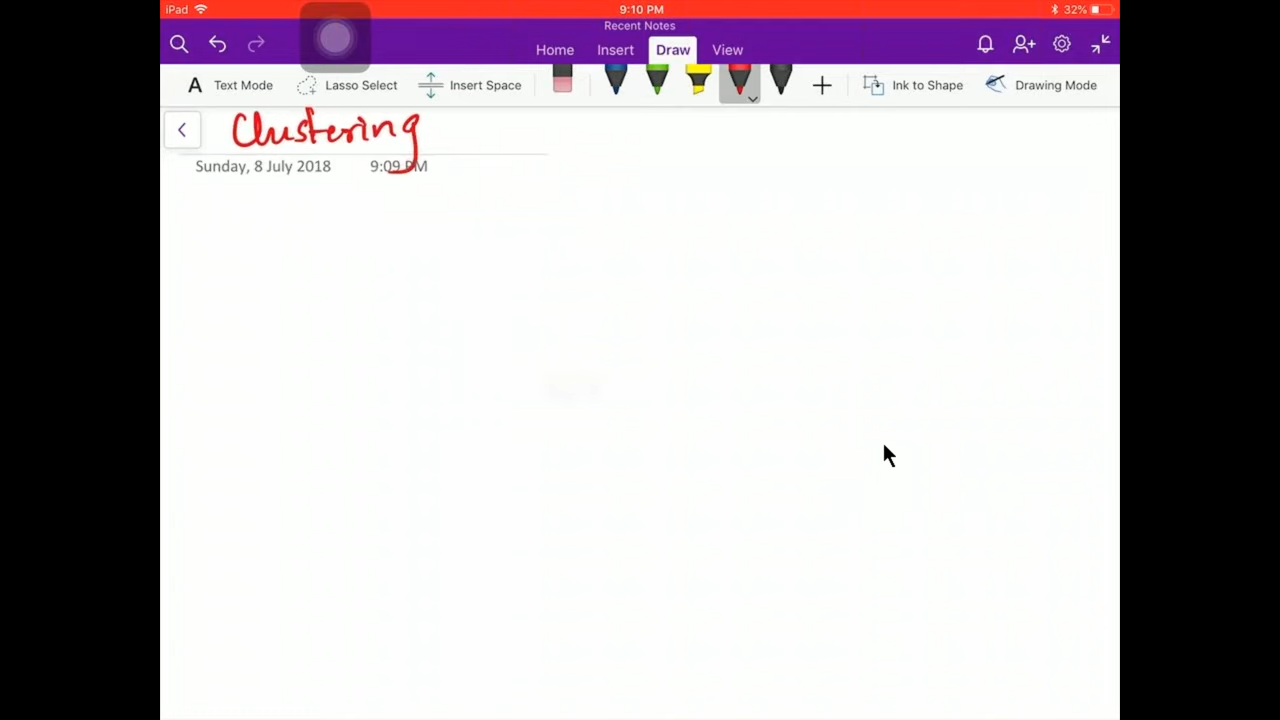 iPad 9:10 PM 32%
Recent Notes
Home Insert Draw View
A Text Mode Lasso Select Insert Space Ink to Shape Drawing Mode
Clustering
Sunday, 8 July 2018 9:09 PM